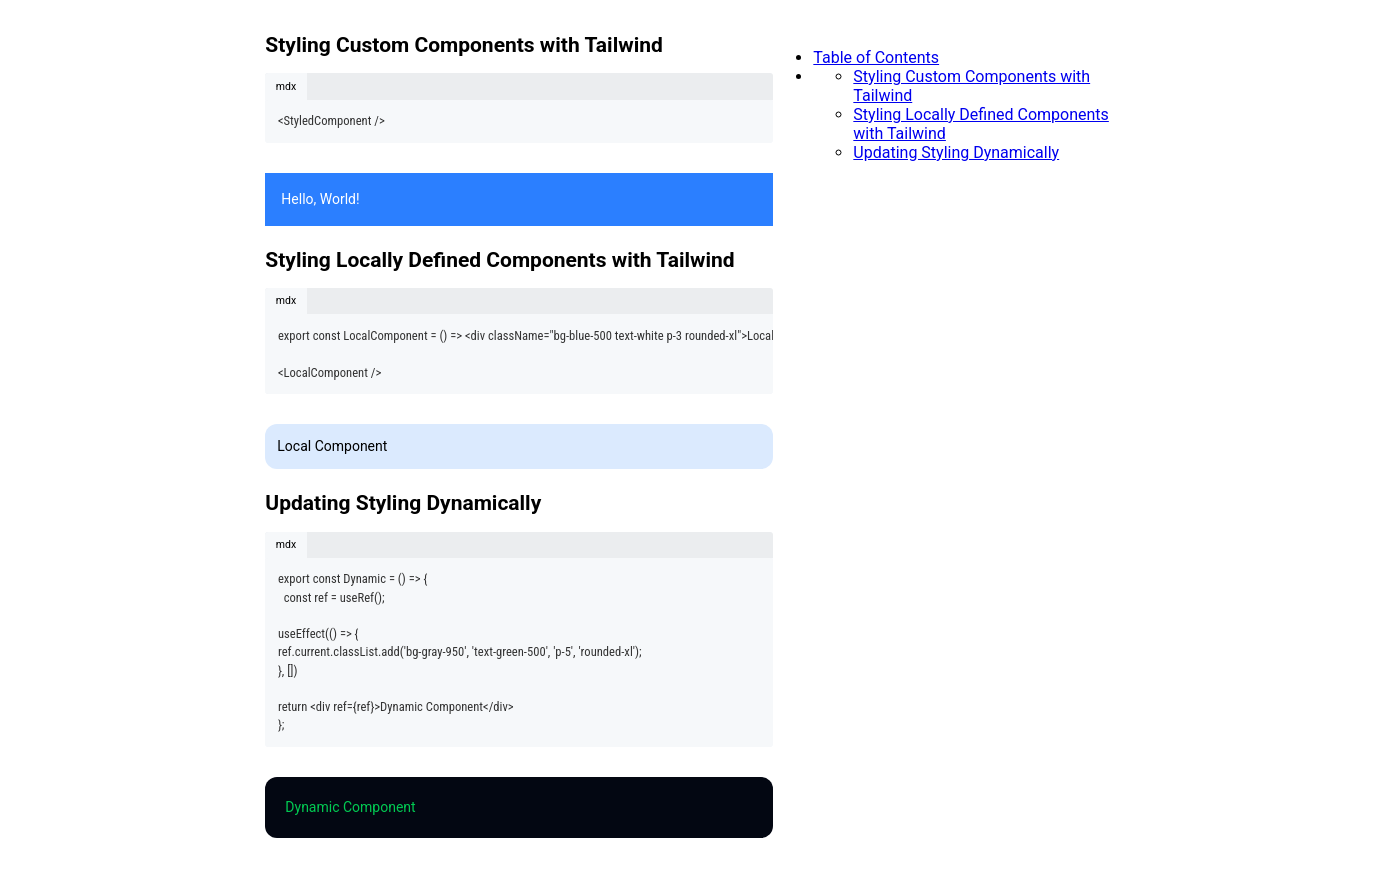 Styling Custom Components with Tailwind
mdx
<StyledComponent />
Hello, World!
Styling Locally Defined Components with Tailwind
mdx
export const LocalComponent = () => <div className="bg-blue-500 text-white p-3 rounded-xl">Local
<LocalComponent />
Local Component
Updating Styling Dynamically
mdx
export const Dynamic = () => {
  const ref = useRef();
useEffect(() => {
ref.current.classList.add('bg-gray-950', 'text-green-500', 'p-5', 'rounded-xl');
}, [])
return <div ref={ref}>Dynamic Component</div>
};
Dynamic Component
Table of Contents
Styling Custom Components with
Tailwind
Styling Locally Defined Components
with Tailwind
Updating Styling Dynamically